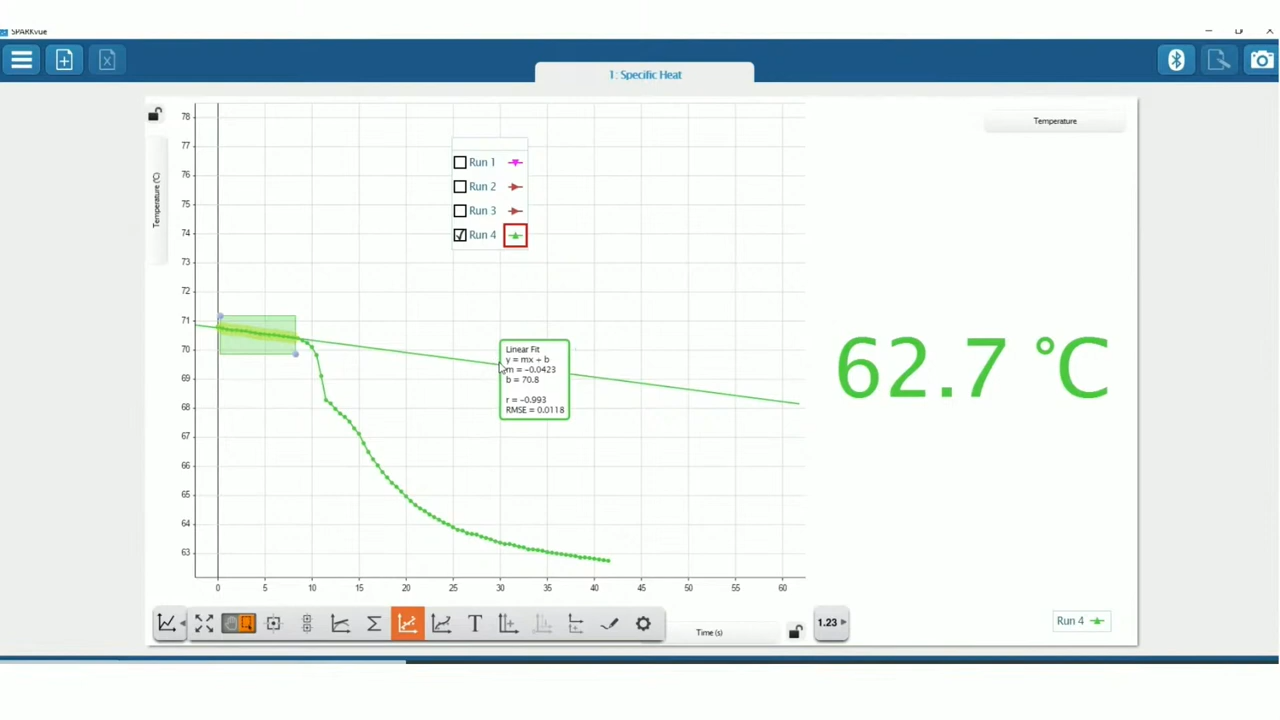 SPARKvue
1: Specific Heat
Temperature
Temperature (°C)
78
77
76
75
74
73
72
71
70
69
68
67
66
65
64
63
Run 1
Run 2
Run 3
Run 4
Linear Fit
y = mx + b
m = −0.0423
b = 70.8
r = −0.993
RMSE = 0.0118
62.7 °C
0 5 10 15 20 25 30 35 40 45 50 55 60
Σ
T
Time (s)
1.23
Run 4